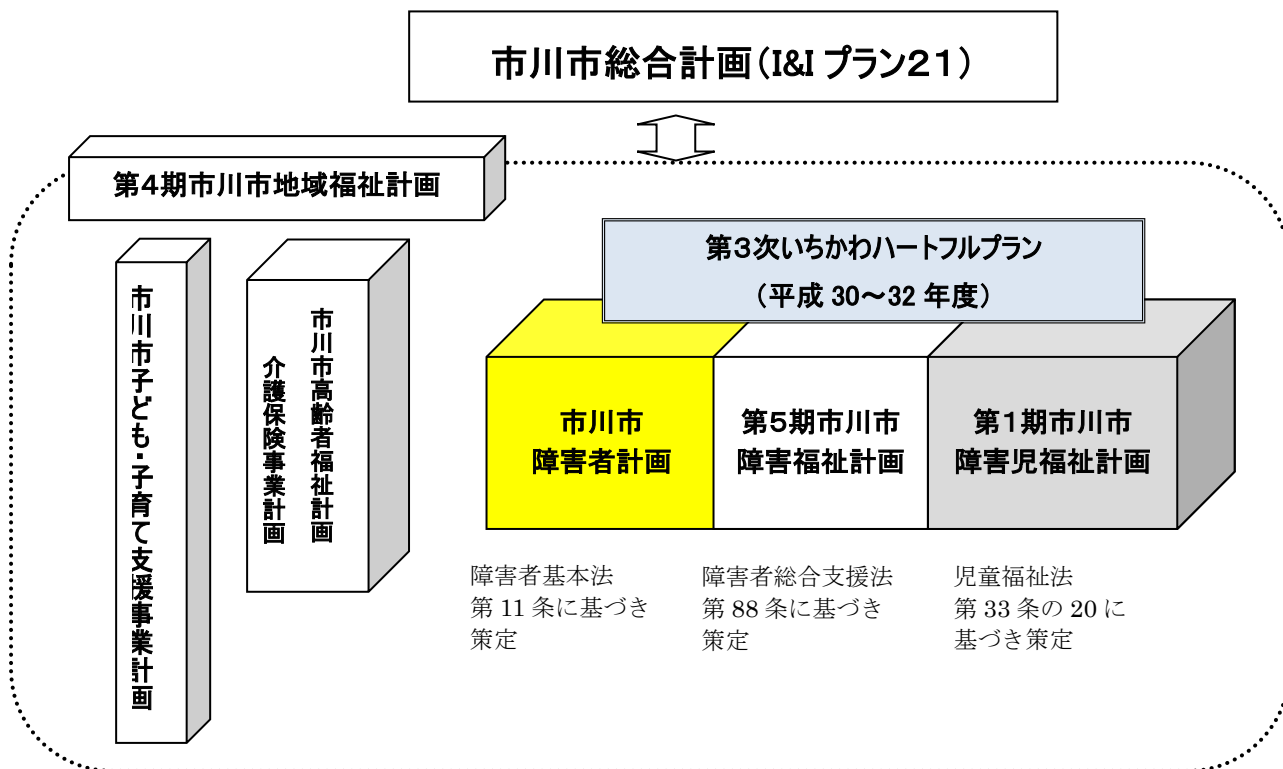 市川市総合計画(I&Iプラン21)
第4期市川市地域福祉計画
市川市子ども・子育て支援事業計画
市川市高齢者福祉計画
介護保険事業計画
第3次いちかわハートフルプラン
(平成 30~32 年度)
市川市
障害者計画
第5期市川市
障害福祉計画
第1期市川市
障害児福祉計画
障害者基本法
第 11 条に基づき
策定
障害者総合支援法
第 88 条に基づき
策定
児童福祉法
第 33 条の 20 に
基づき策定